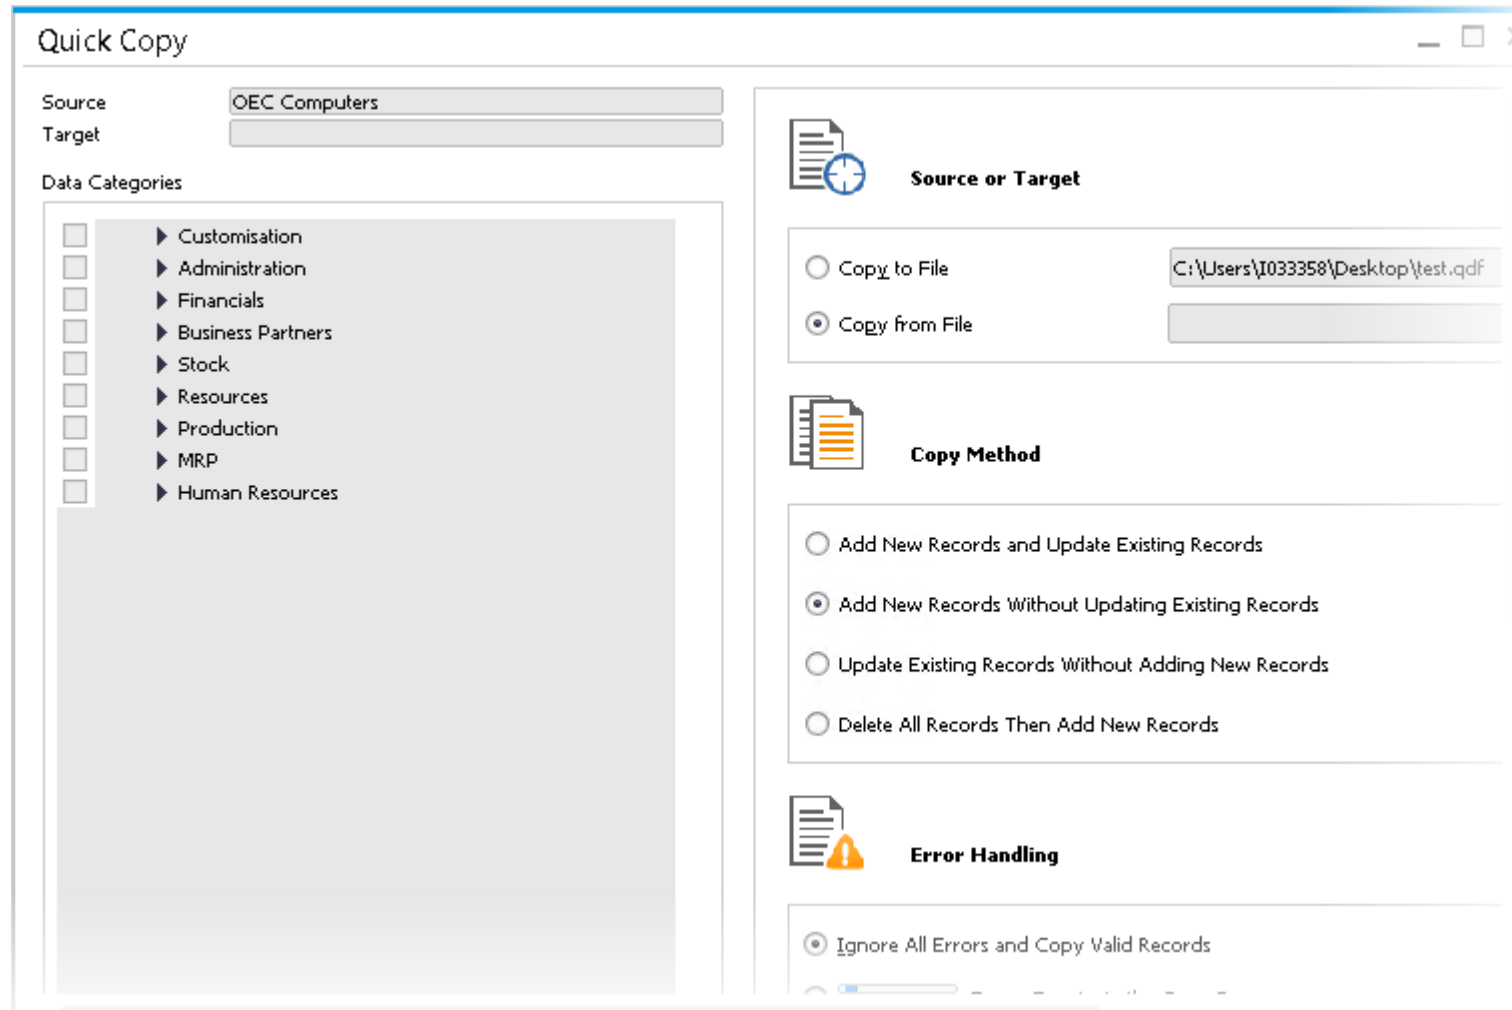 Quick Copy
Source
OEC Computers
Target
Data Categories
Customisation
Administration
Financials
Business Partners
Stock
Resources
Production
MRP
Human Resources
Source or Target
Copy to File
C:\Users\I033358\Desktop\test.qdf
Copy from File
Copy Method
Add New Records and Update Existing Records
Add New Records Without Updating Existing Records
Update Existing Records Without Adding New Records
Delete All Records Then Add New Records
Error Handling
Ignore All Errors and Copy Valid Records